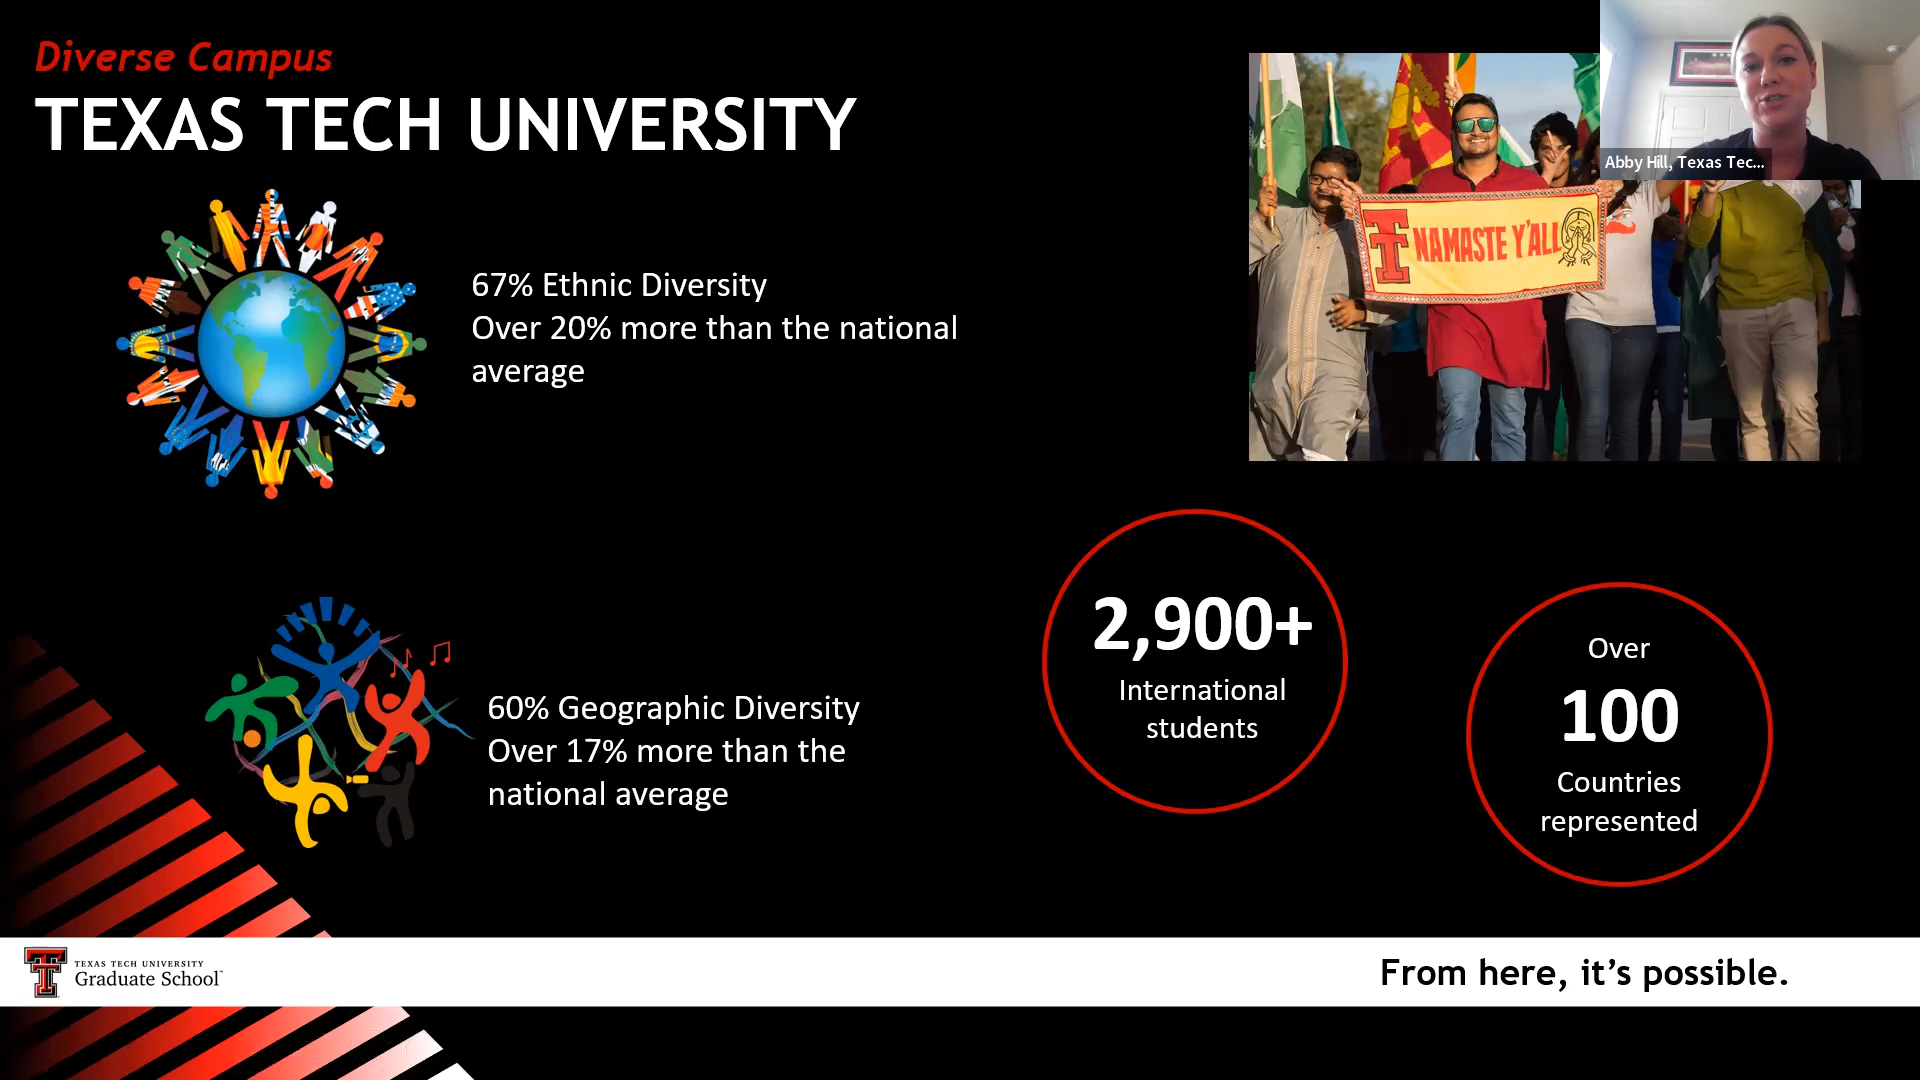 Diverse Campus
TEXAS TECH UNIVERSITY
Abby Hill, Texas Tec...
NAMASTE Y'ALL
67% Ethnic Diversity
Over 20% more than the national
average
2,900+
International
students
Over
100
Countries
represented
60% Geographic Diversity
Over 17% more than the
national average
TEXAS TECH UNIVERSITY
Graduate School™
From here, it’s possible.